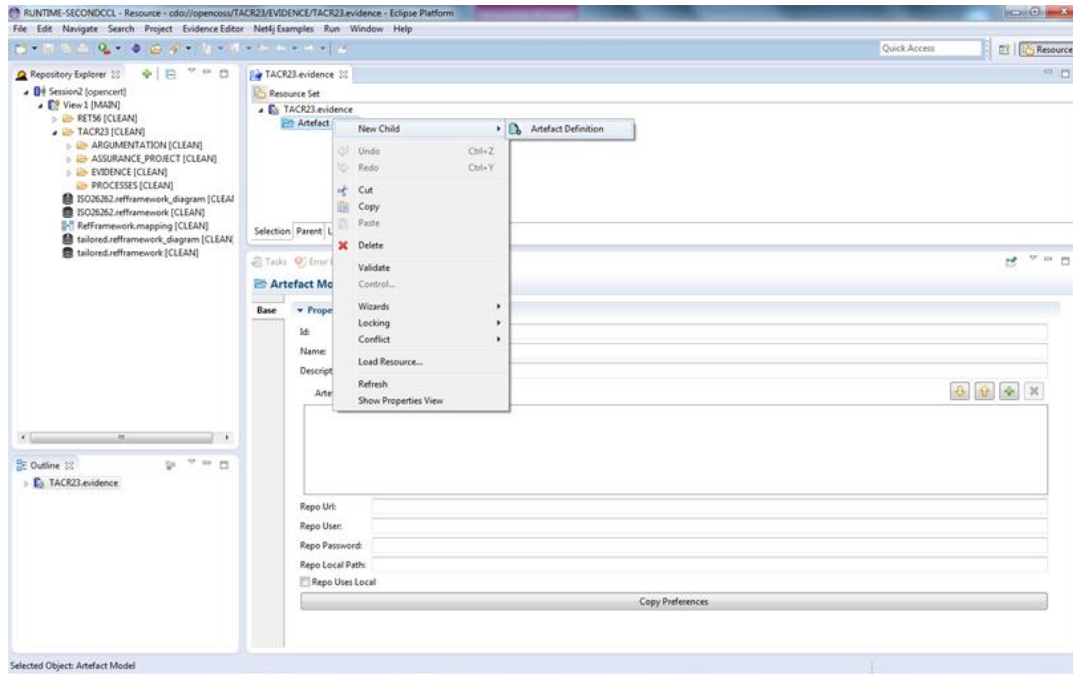 RUNTIME-SECONDCCL - Resource - cdo://opencoss/TACR23/EVIDENCE/TACR23.evidence - Eclipse Platform
File Edit Navigate Search Project Evidence Editor Net4j Examples Run Window Help
Quick Access
Resource
Repository Explorer
Session2 [opencert]
View 1 [MAIN]
RET56 [CLEAN]
TACR23 [CLEAN]
ARGUMENTATION [CLEAN]
ASSURANCE_PROJECT [CLEAN]
EVIDENCE [CLEAN]
PROCESSES [CLEAN]
ISO26262.refframework_diagram [CLEAI
ISO26262.refframework [CLEAN]
RefFramework.mapping [CLEAN]
tailored.refframework_diagram [CLEAN
tailored.refframework [CLEAN]
Outline
TACR23.evidence
TACR23.evidence
Resource Set
TACR23.evidence
Artefact
New Child
Artefact Definition
Undo Ctrl+Z
Redo Ctrl+Y
Cut
Copy
Paste
Delete
Validate
Control...
Wizards
Locking
Conflict
Load Resource...
Refresh
Show Properties View
Selection Parent L
Tasks Error
Artefact Mo
Base
Prope
Id:
Name:
Descript
Arte
Repo Url:
Repo User:
Repo Password:
Repo Local Path:
Repo Uses Local
Copy Preferences
Selected Object: Artefact Model